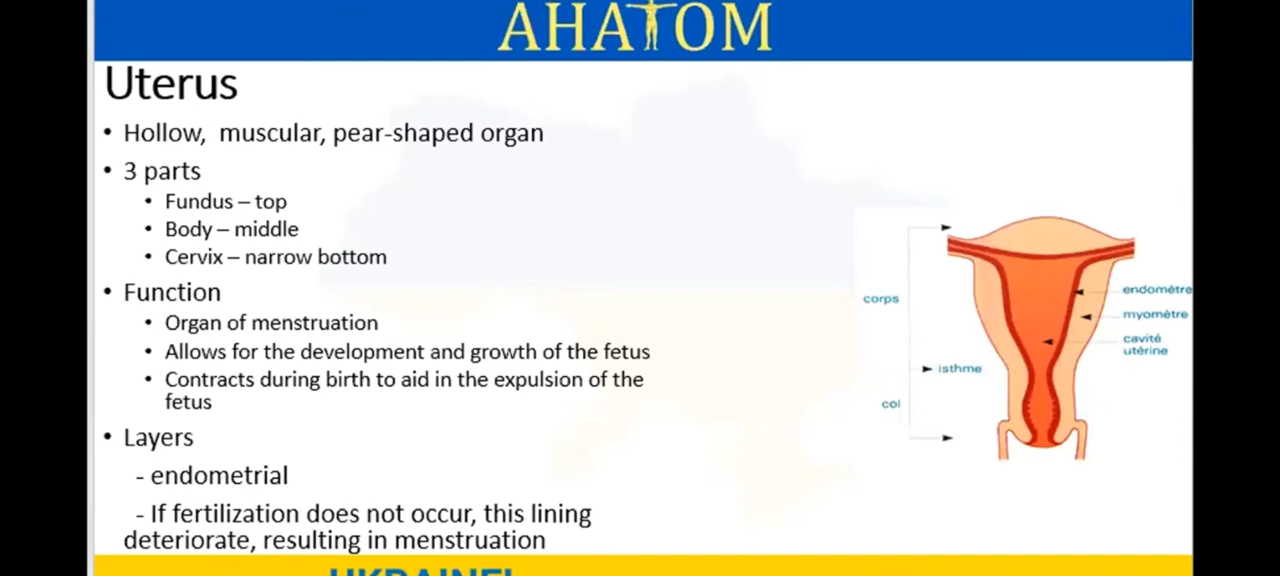 АНАТОМ
Uterus
• Hollow, muscular, pear-shaped organ
• 3 parts
• Fundus – top
• Body – middle
• Cervix – narrow bottom
• Function
• Organ of menstruation
• Allows for the development and growth of the fetus
• Contracts during birth to aid in the expulsion of the
fetus
• Layers
- endometrial
- If fertilization does not occur, this lining
deteriorate, resulting in menstruation
corps
isthme
col
endomètre
myomètre
cavité
utérine
UKRAINE!